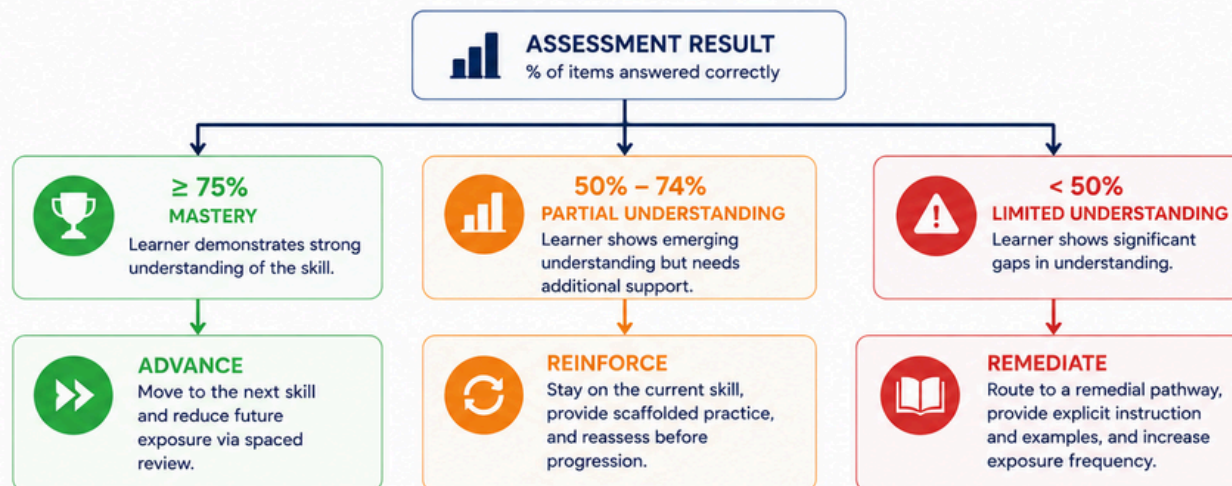 ASSESSMENT RESULT
% of items answered correctly
≥ 75%
MASTERY
Learner demonstrates strong
understanding of the skill.
50% – 74%
PARTIAL UNDERSTANDING
Learner shows emerging
understanding but needs
additional support.
< 50%
LIMITED UNDERSTANDING
Learner shows significant
gaps in understanding.
ADVANCE
Move to the next skill
and reduce future
exposure via spaced
review.
REINFORCE
Stay on the current skill,
provide scaffolded practice,
and reassess before
progression.
REMEDIATE
Route to a remedial pathway,
provide explicit instruction
and examples, and increase
exposure frequency.